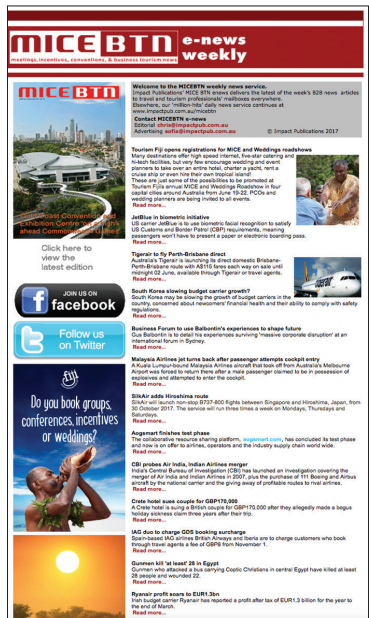 MICE BTN
meetings,incentives, conventions, & business tourism news
e-news
weekly
MICE BTN
Gold Coast Convention and
Exhibition Centre
ahead Commonwealth Games
Click here to
view the
latest edition
JOIN US ON
facebook
Follow us
on Twitter
Do you book groups,
conferences, incentives
or weddings?
Welcome to the MICEBTN weekly news service.
Impact Publications' MICE BTN enews delivers the latest of the week's B2B news articles
to travel and tourism professionals' mailboxes everywhere.
Elsewhere, our 'million-hits' daily news service continues at
www.impactpub.com.au/micebtn
Contact MICEBTN e-news
Editorial chris@impactpub.com.au
Advertising sofia@impactpub.com.au © Impact Publications 2017
Tourism Fiji opens registrations for MICE and Weddings roadshows
Many destinations offer high speed internet, five-star catering and
hi-tech facilities, but very few encourage wedding and event
planners to take over an entire hotel, charter a yacht, rent a
cruise ship or even hire their own tropical island!
These are just some of the possibilities to be promoted at
Tourism Fiji's annual MICE and Weddings Roadshow in four
capital cities around Australia from June 19-22. PCOs and
wedding planners are being invited to all events.
Read more...
JetBlue in biometric initiative
US carrier JetBlue is to use biometric facial recognition to satisfy
US Customs and Border Patrol (CBP) requirements, meaning
passengers won't have to present a paper or electronic boarding pass.
Read more...
Tigerair to fly Perth-Brisbane direct
Australia's Tigerair is launching its direct domestic Brisbane-
Perth-Brisbane route with A$115 fares each way on sale until
midnight 02 June, available through Tigerair or travel agents.
Read more...
South Korea slowing budget carrier growth?
South Korea may be slowing the growth of budget carriers in the
country, concerned about newcomers' financial health and their ability to comply with safety
regulations.
Read more...
Business Forum to use Balbontin's experiences to shape future
Gus Balbontin is to detail his experiences surviving 'massive corporate disruption' at an
international forum in Sydney.
Read more...
Malaysia Airlines jet turns back after passenger attempts cockpit entry
A Kuala Lumpur-bound Malaysia Airlines aircraft that took off from Australia's Melbourne
Airport was forced to return there after a male passenger claimed to be in possession of
explosives and attempted to enter the cockpit.
Read more...
SilkAir adds Hiroshima route
SilkAir will launch non-stop B737-800 flights between Singapore and Hiroshima, Japan, from
30 October 2017. The service will run three times a week on Mondays, Thursdays and
Saturdays.
Read more...
Aogsmart finishes test phase
The collaborative resource sharing platform, aogsmart.com, has concluded its test phase
and now is on offer to airlines, operators and the industry supply chain world wide.
Read more...
CBI probes Air India, Indian Airlines merger
India's Central Bureau of Investigation (CBI) has launched an investigation covering the
merger of Air India and Indian Airlines in 2007, plus the purchase of 111 Boeing and Airbus
aircraft by the national carrier and the giving away of profitable routes to rival airlines.
Read more...
Crete hotel sues couple for GBP170,000
A Crete hotel is suing a British couple for GBP170,000 after they allegedly made a bogus
holiday sickness claim three years after their trip.
Read more...
IAG duo to charge GDS booking surcharge
Spain-based IAG airlines British Airways and Iberia are to charge customers who book
through travel agents a fee of GBP8 from November 1.
Read more...
Gunmen kill 'at least' 28 in Egypt
Gunmen who attacked a bus carrying Coptic Christians in central Egypt have killed at least
28 people and wounded 22.
Read more...
Ryanair profit soars to EUR1.3bn
Irish budget carrier Ryanair has reported a profit after tax of EUR1.3 billion for the year to
the end of March.
Read more...